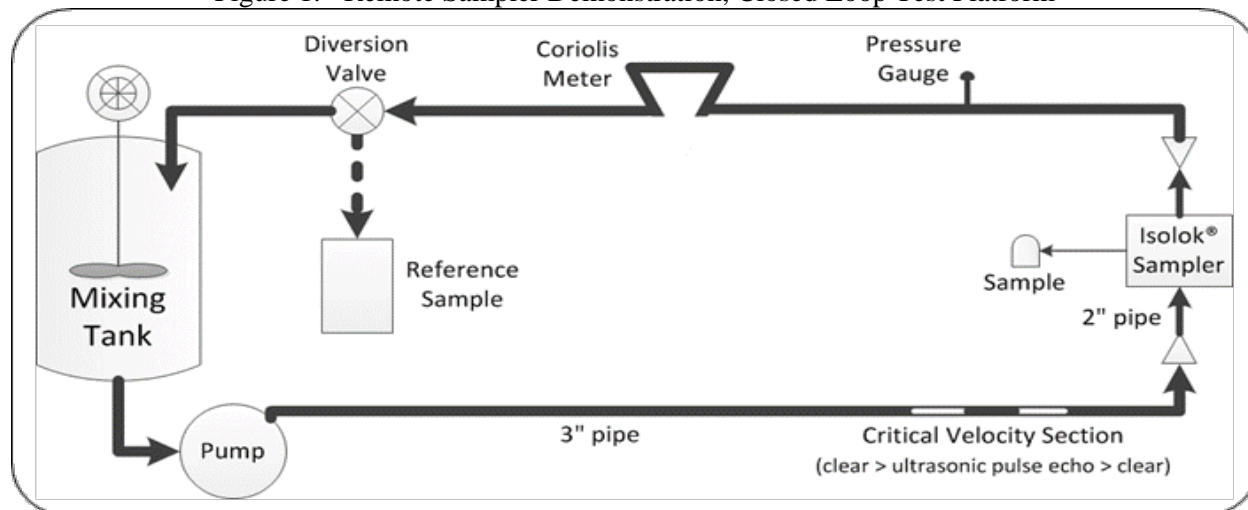 Figure 1. Remote Sampler Demonstration, Closed Loop Test Platform
Diversion
Valve
Coriolis
Meter
Pressure
Gauge
Isolok®
Sampler
Sample
2" pipe
Reference
Sample
Mixing
Tank
Pump
3" pipe
Critical Velocity Section
(clear > ultrasonic pulse echo > clear)